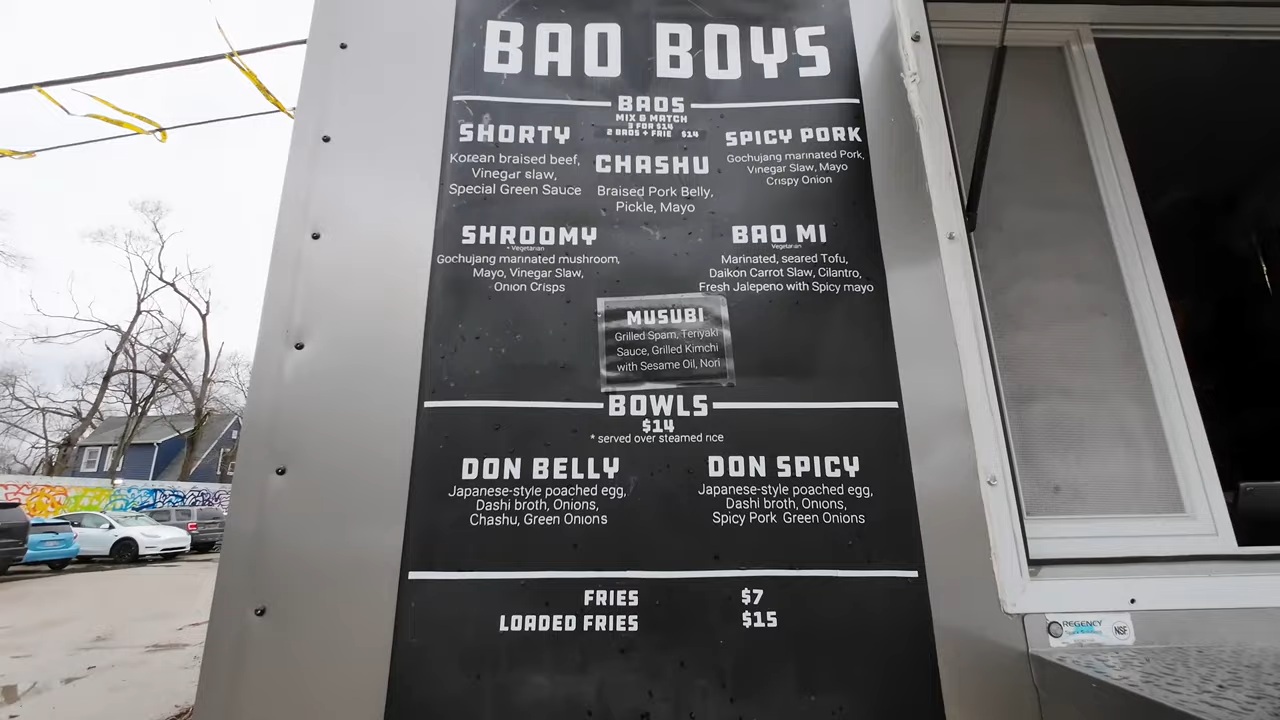 BAO BOYS
BAOS
MIX & MATCH
3 FOR $14
2 BAOS + FRIE $14
SHORTY
Korean braised beef,
Vinegar slaw,
Special Green Sauce
CHASHU
Braised Pork Belly,
Pickle, Mayo
SPICY PORK
Gochujang marinated Pork,
Vinegar Slaw, Mayo
Crispy Onion
SHROOMY
* Vegetarian
Gochujang marinated mushroom,
Mayo, Vinegar Slaw,
Onion Crisps
BAO MI
Vegetarian
Marinated, seared Tofu,
Daikon Carrot Slaw, Cilantro,
Fresh Jalepeno with Spicy mayo
MUSUBI
Grilled Spam, Teriyaki
Sauce, Grilled Kimchi
with Sesame Oil, Nori
BOWLS
$14
* served over steamed rice
DON BELLY
Japanese-style poached egg,
Dashi broth, Onions,
Chashu, Green Onions
DON SPICY
Japanese-style poached egg,
Dashi broth, Onions,
Spicy Pork Green Onions
FRIES $7
LOADED FRIES $15
REGENCY
NSF